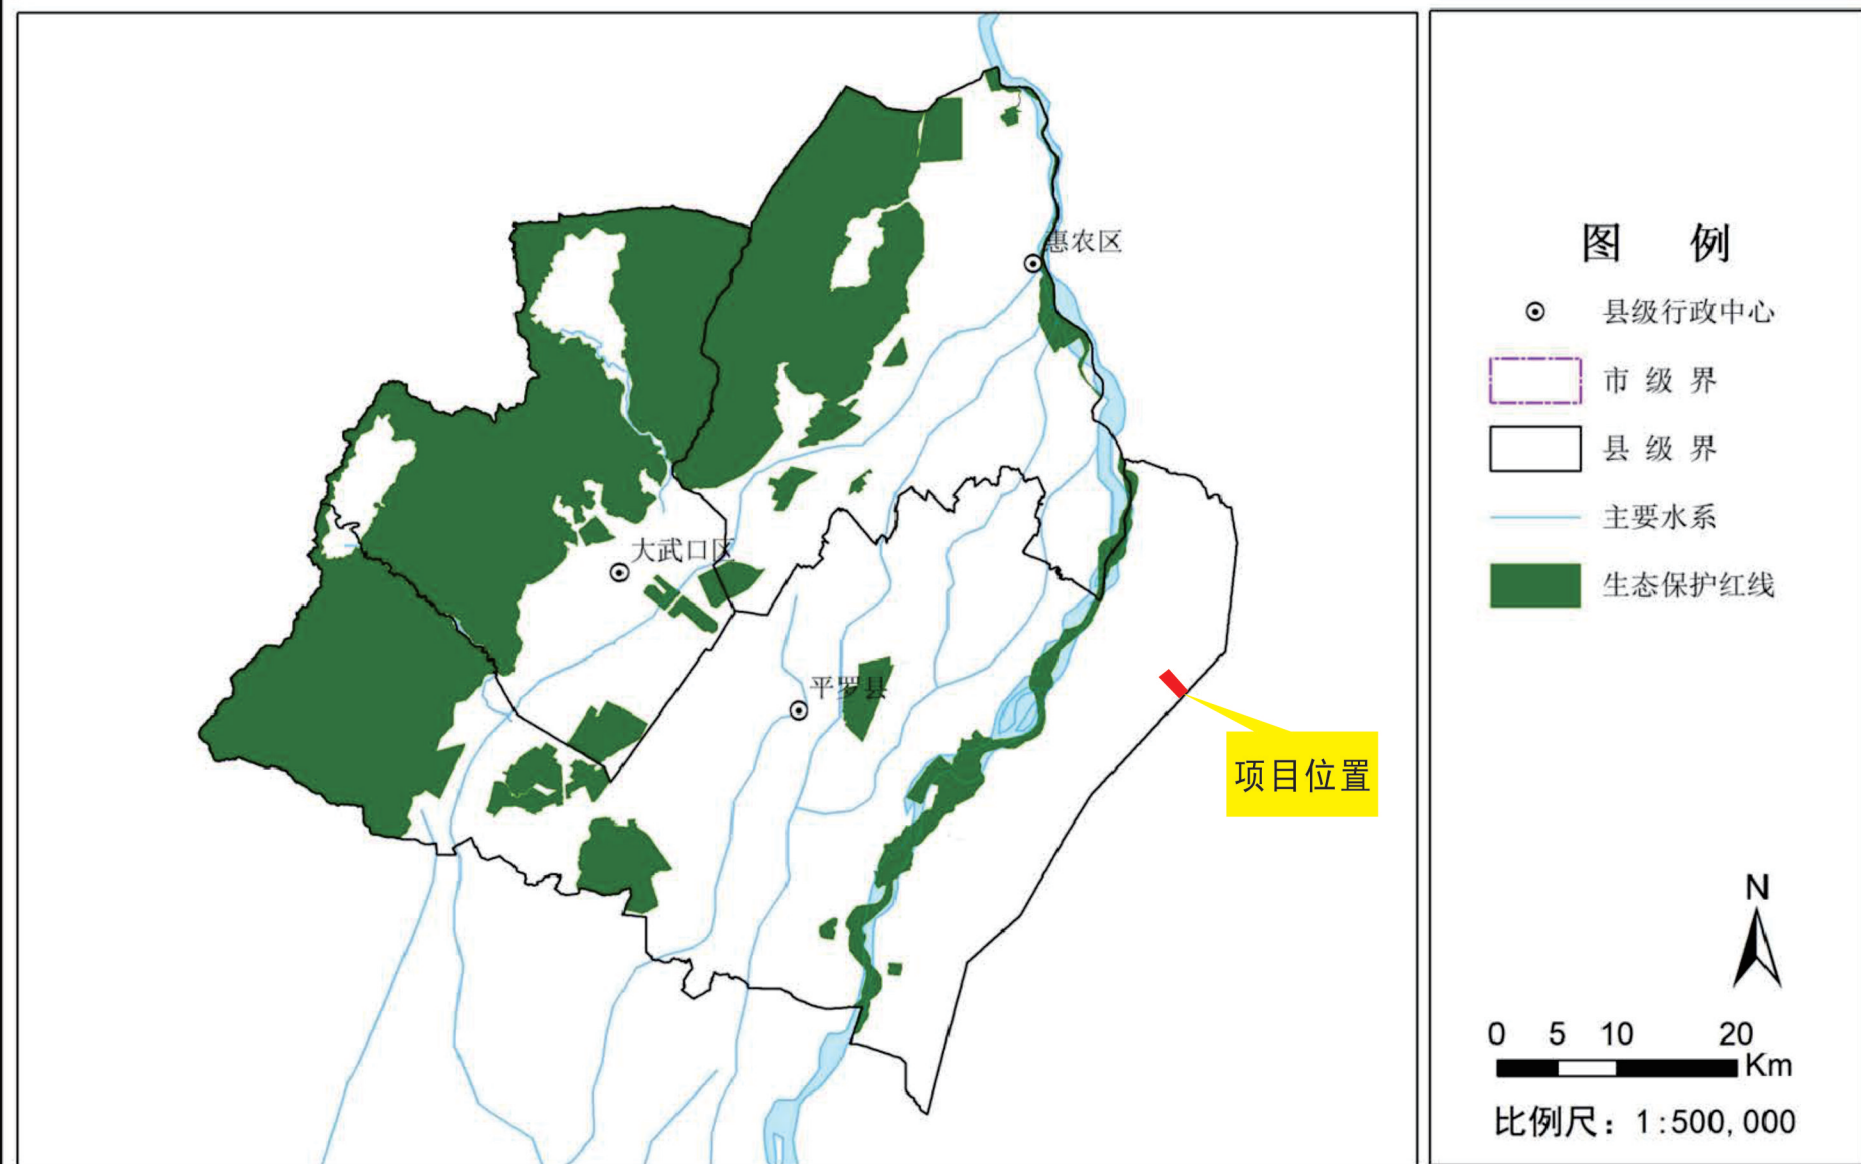 惠农区
大武口区
平罗县
项目位置
图 例
县级行政中心
市 级 界
县 级 界
主要水系
生态保护红线
N
0 5 10 20
Km
比例尺：1:500,000